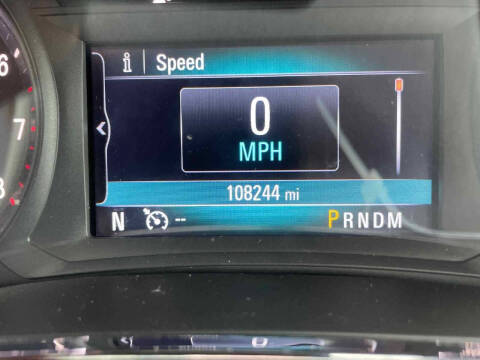 Speed
6
7
8
0
MPH
108244 mi
N -- PRNDM